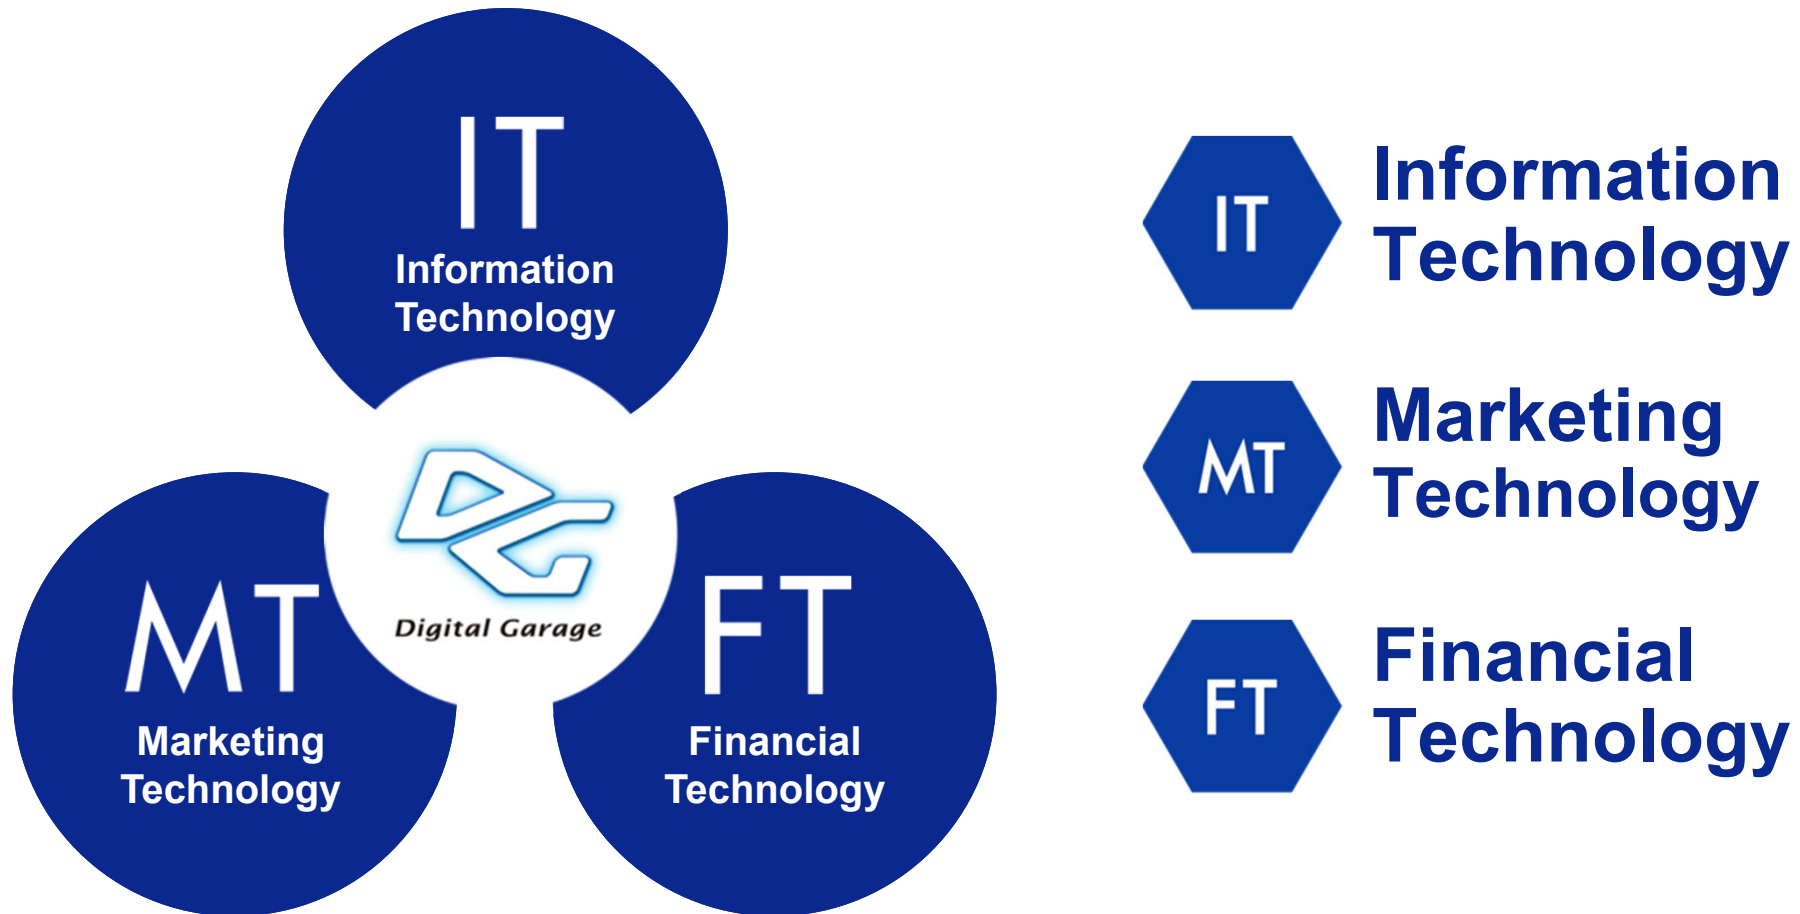 IT
Information
Technology
DG
Digital Garage
MT
Marketing
Technology
FT
Financial
Technology
IT
Information
Technology
MT
Marketing
Technology
FT
Financial
Technology